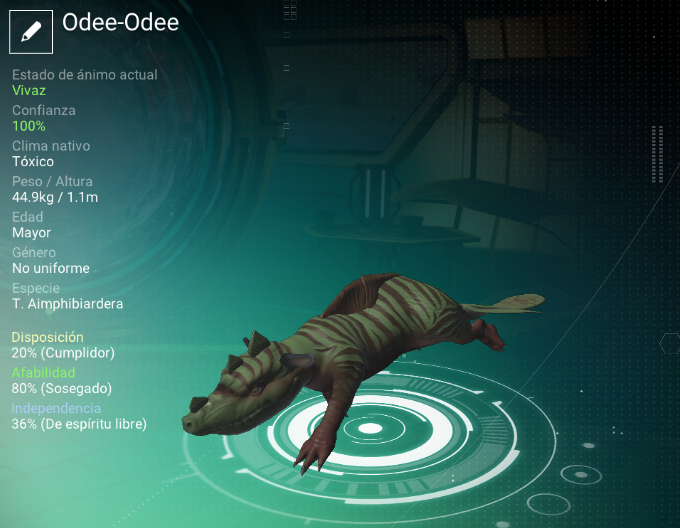 Odee-Odee
Estado de ánimo actual
Vivaz
Confianza
100%
Clima nativo
Tóxico
Peso / Altura
44.9kg / 1.1m
Edad
Mayor
Género
No uniforme
Especie
T. Aimphibiardera
Disposición
20% (Cumplidor)
Afabilidad
80% (Sosegado)
Independencia
36% (De espíritu libre)